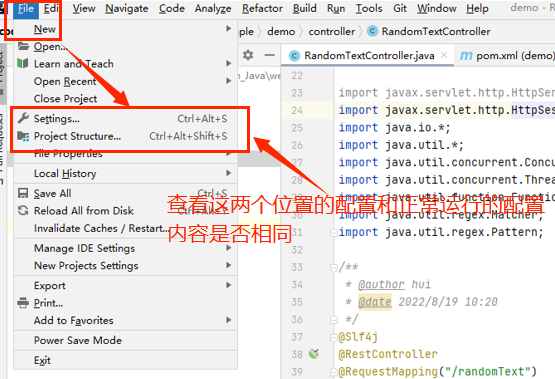 File Edit View Navigate Code Analyze Refactor Build Run Tools Git Window Help demo - Ra
ple demo controller RandomTextController
New
Open...
Learn and Teach
Open Recent
Close Project
Settings... Ctrl+Alt+S
Project Structure... Ctrl+Alt+Shift+S
File Properties
Local History
Save All Ctrl+S
Reload All from Disk
Invalidate Caches / Restart...
Manage IDE Settings
New Projects Settings
Export
Print...
Add to Favorites
Power Save Mode
Exit
_Java\we
RandomTextController.java pom.xml (demo)
22
23 import javax.servlet.http.HttpSer
24 import javax.servlet.http.HttpSes
25 import java.io.*;
26 import java.util.*;
27 import java.util.concurrent.Concu
28 import java.util.concurrent.Threa
29 import java.util.function.Function
import java.util.regex.Matcher;
31 import java.util.regex.Pattern;
32
33 /**
34 * @author hui
35 * @date 2022/8/19 10:20
36 */
37 @Slf4j
38 @RestController
39 @RequestMapping("/randomText")
查看这两个位置的配置和正常运行的配置
内容是否相同